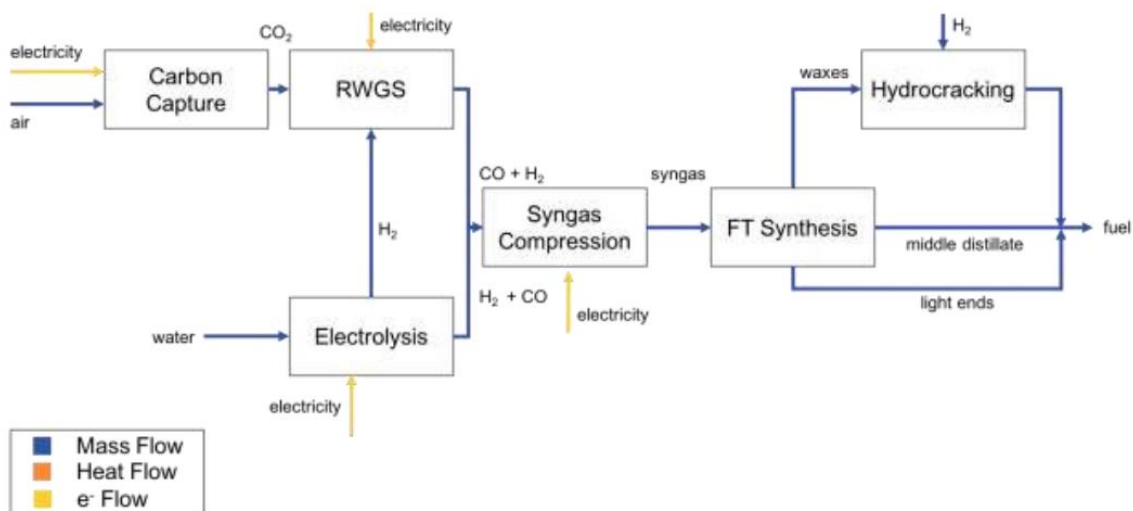 CO2
electricity
H2
electricity
air
Carbon
Capture
RWGS
waxes
Hydrocracking
H2
CO + H2
syngas
Syngas
Compression
FT Synthesis
middle distillate
fuel
H2 + CO
light ends
electricity
water
Electrolysis
electricity
Mass Flow
Heat Flow
e- Flow